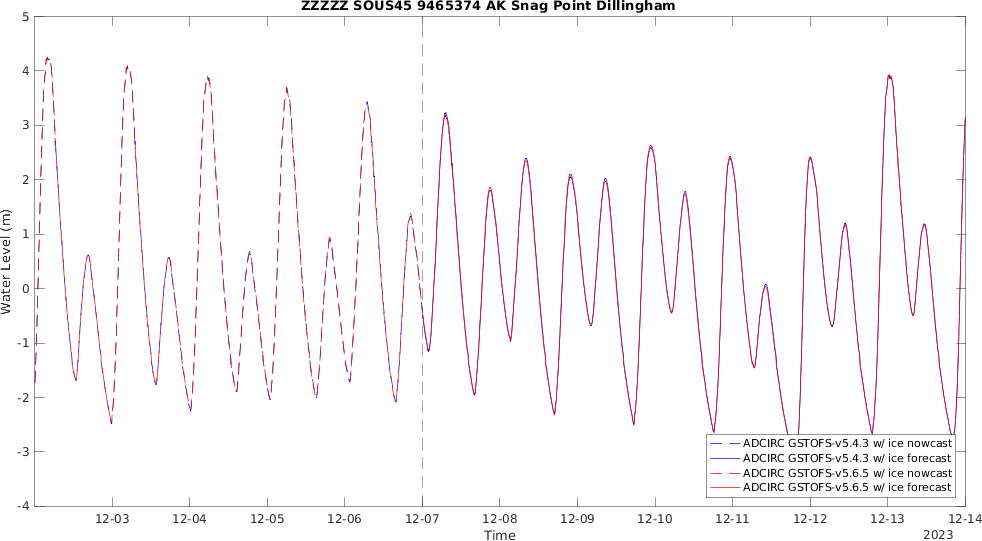 ZZZZZ SOUS45 9465374 AK Snag Point Dillingham
5
4
3
2
1
0
-1
-2
-3
-4
Water Level (m)
ADCIRC GSTOFS-v5.4.3 w/ ice nowcast
ADCIRC GSTOFS-v5.4.3 w/ ice forecast
ADCIRC GSTOFS-v5.6.5 w/ ice nowcast
ADCIRC GSTOFS-v5.6.5 w/ ice forecast
12-03 12-04 12-05 12-06 12-07 12-08 12-09 12-10 12-11 12-12 12-13 12-14
Time
2023